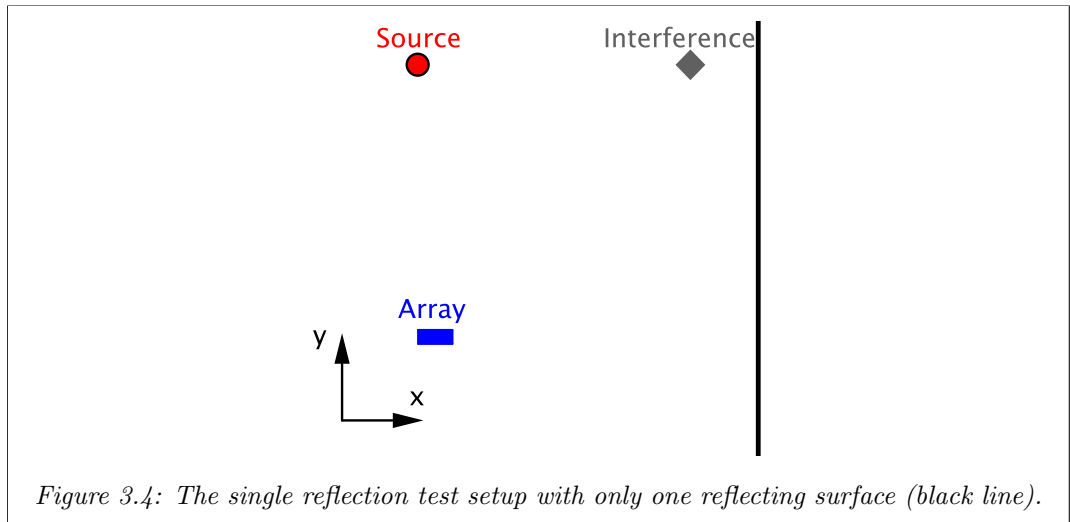 Source
Interference
Array
y
x
Figure 3.4: The single reflection test setup with only one reflecting surface (black line).